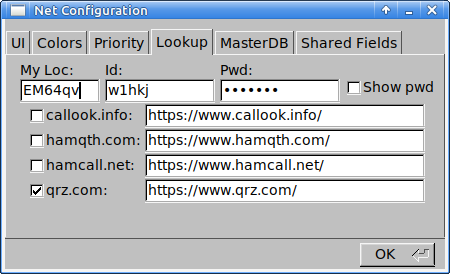 Net Configuration
UI Colors Priority Lookup MasterDB Shared Fields
My Loc: Id: Pwd:
EM64qv w1hkj ••••••• Show pwd
callook.info: https://www.callook.info/
hamqth.com: https://www.hamqth.com/
hamcall.net: https://www.hamcall.net/
qrz.com: https://www.qrz.com/
OK